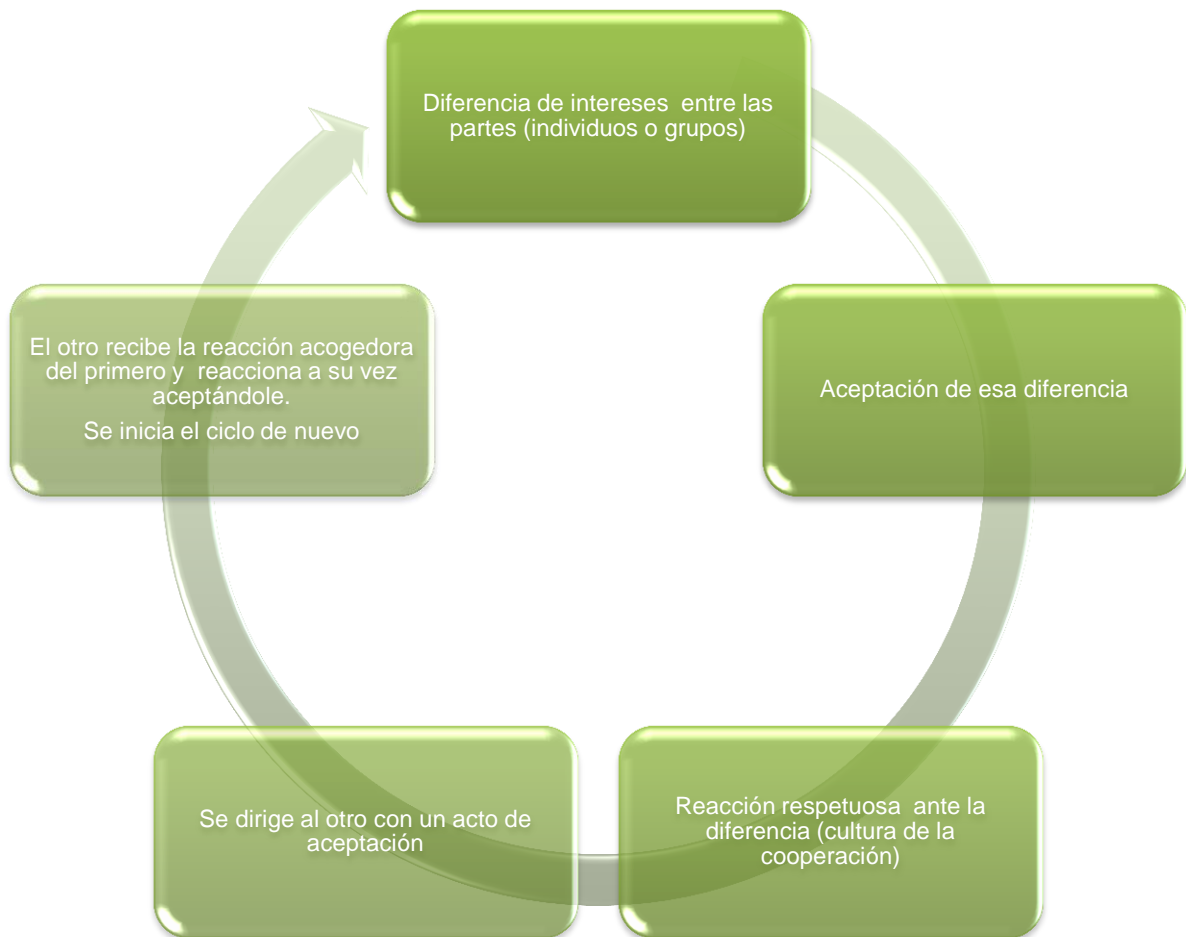 Diferencia de intereses entre las
partes (individuos o grupos)
Aceptación de esa diferencia
Reacción respetuosa ante la
diferencia (cultura de la
cooperación)
Se dirige al otro con un acto de
aceptación
El otro recibe la reacción acogedora
del primero y reacciona a su vez
aceptándole.
Se inicia el ciclo de nuevo